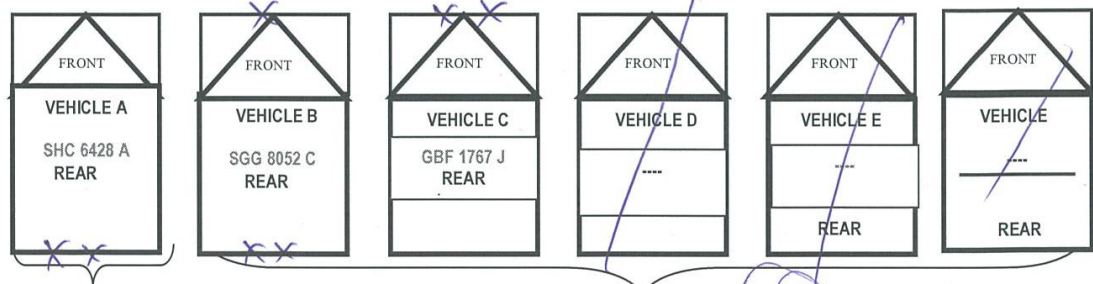 FRONT
VEHICLE A
SHC 6428 A
REAR
FRONT
VEHICLE B
SGG 8052 C
REAR
FRONT
VEHICLE C
GBF 1767 J
REAR
FRONT
VEHICLE D
----
FRONT
VEHICLE E
----
REAR
FRONT
VEHICLE
----
REAR